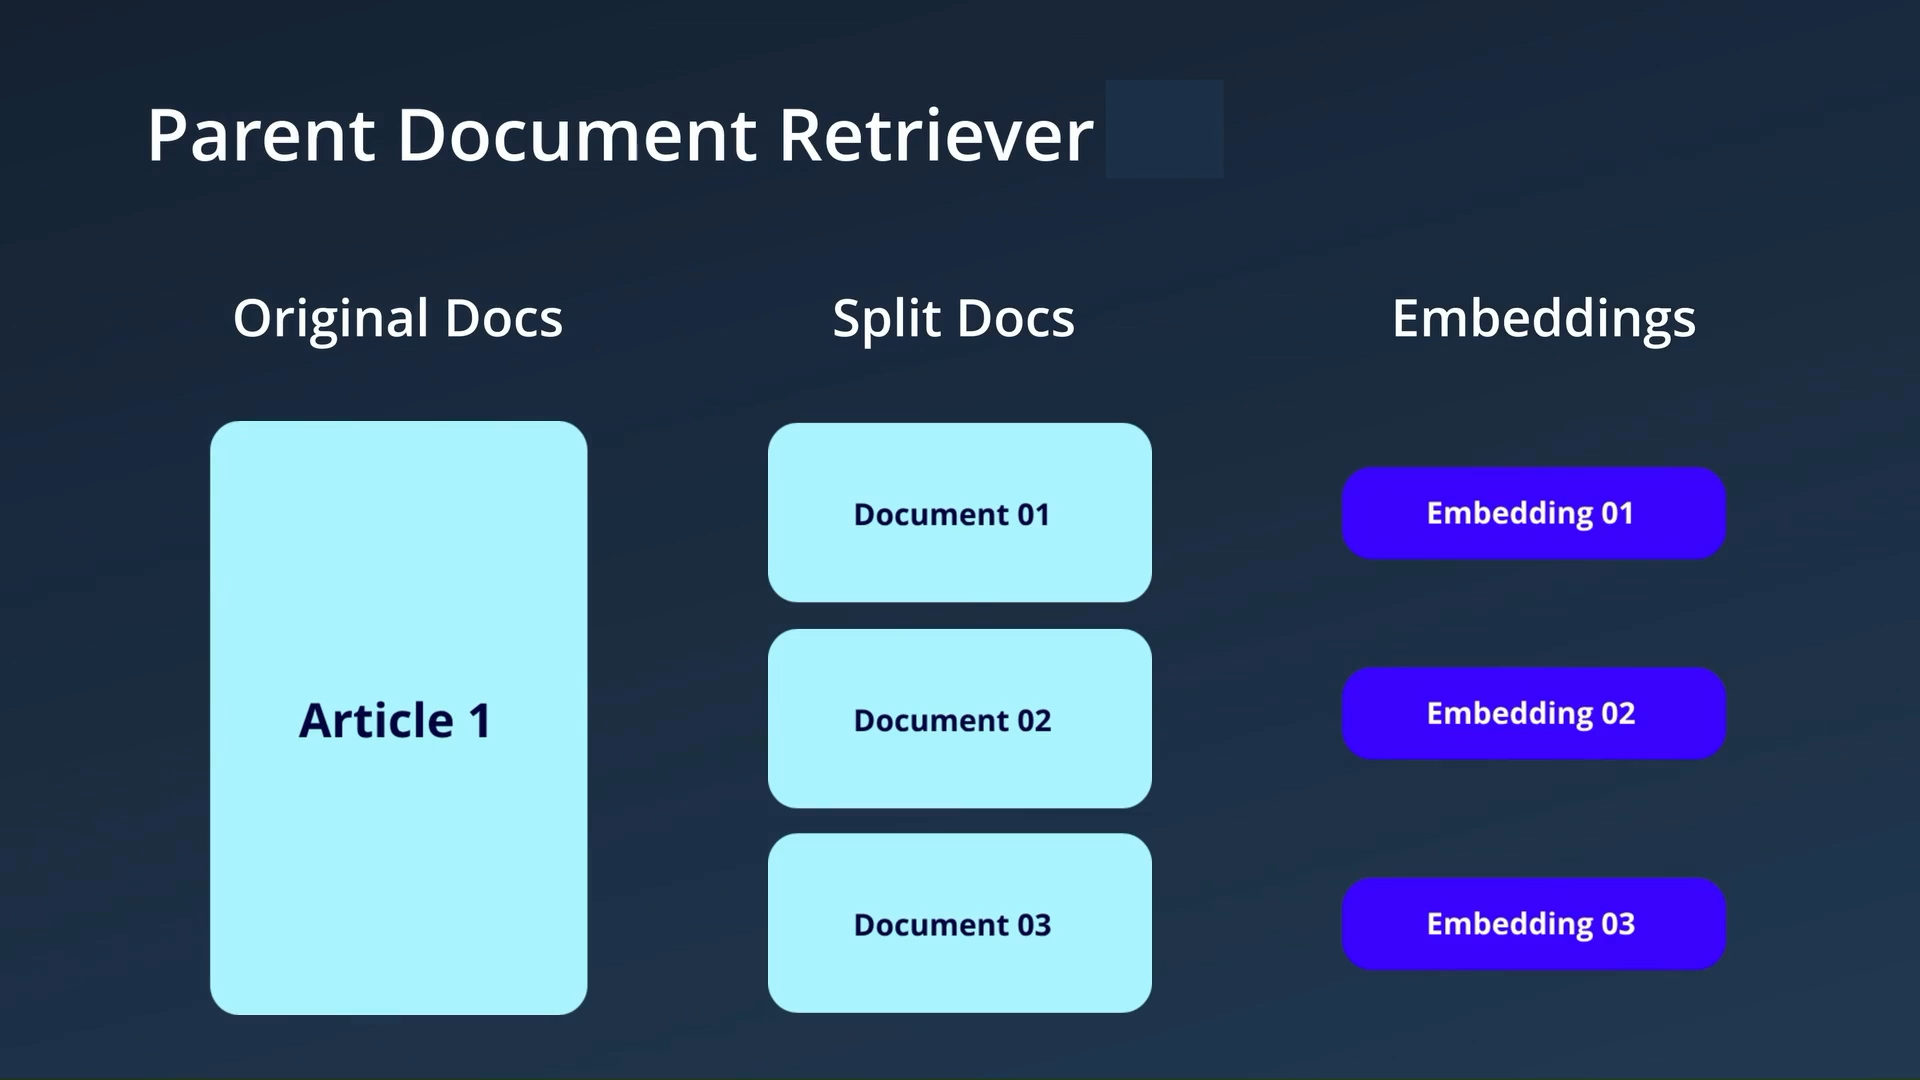 Parent Document Retriever
Original Docs
Split Docs
Embeddings
Article 1
Document 01
Document 02
Document 03
Embedding 01
Embedding 02
Embedding 03